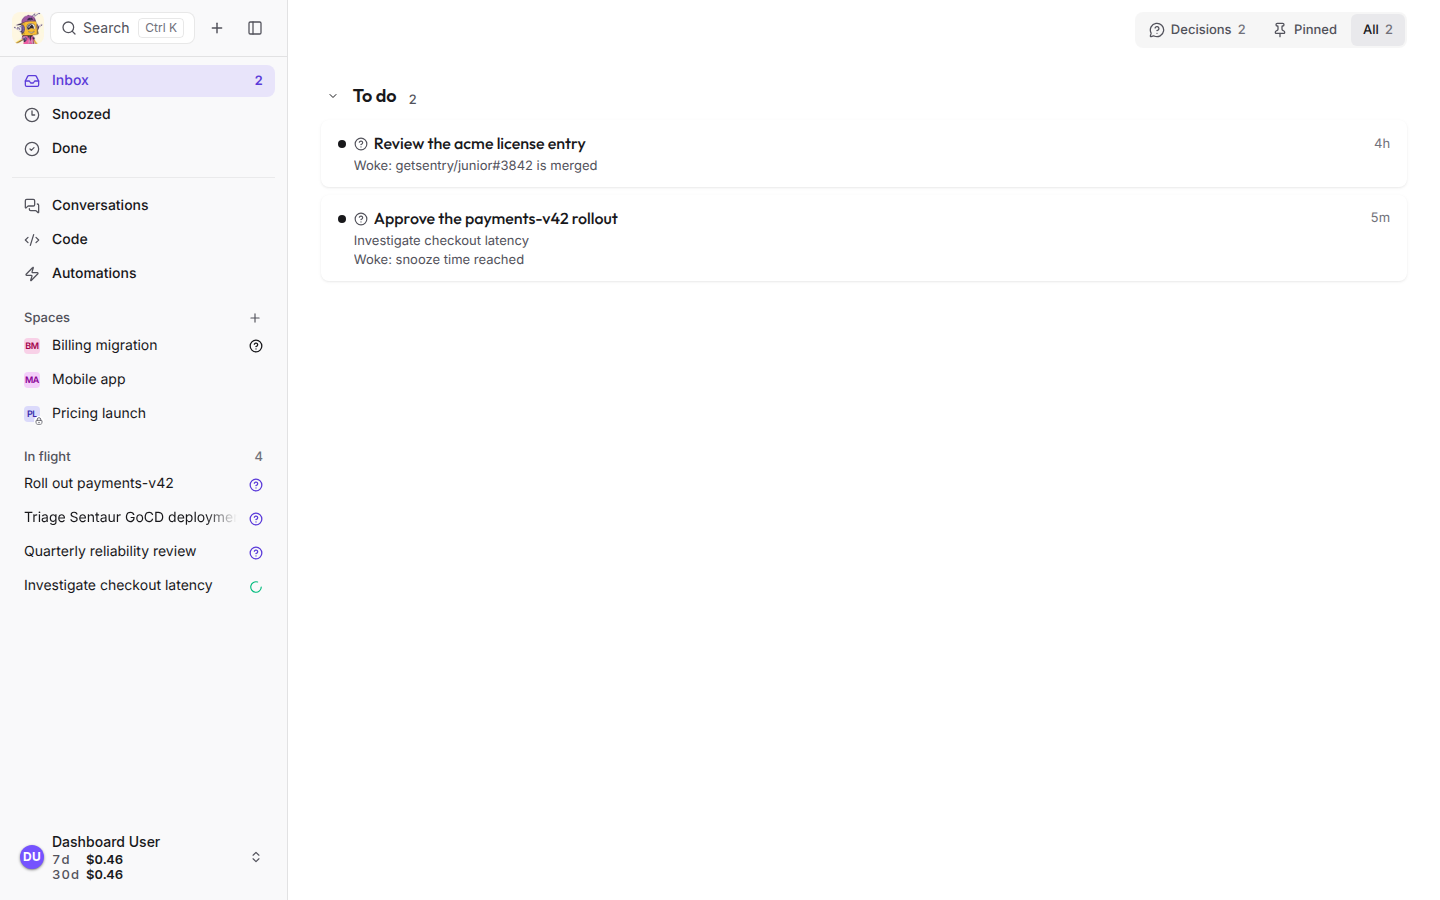 Search Ctrl K
Inbox 2
Snoozed
Done
Conversations
Code
Automations
Spaces
BM Billing migration
MA Mobile app
PL Pricing launch
In flight 4
Roll out payments-v42
Triage Sentaur GoCD deployme
Quarterly reliability review
Investigate checkout latency
DU Dashboard User
7d $0.46
30d $0.46
Decisions 2 Pinned All 2
To do 2
Review the acme license entry 4h
Woke: getsentry/junior#3842 is merged
Approve the payments-v42 rollout 5m
Investigate checkout latency
Woke: snooze time reached